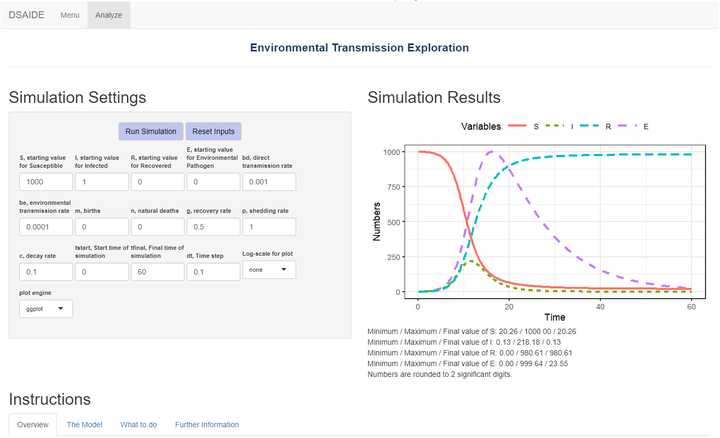 DSAIDE Menu Analyze
Environmental Transmission Exploration
Simulation Settings
Run Simulation Reset Inputs
S, starting value for Susceptible
1000
I, starting value for Infected
1
R, starting value for Recovered
0
E, starting value for Environmental Pathogen
0
bd, direct transmission rate
0.001
be, environmental transmission rate
0.0001
m, births
0
n, natural deaths
0
g, recovery rate
0.5
p, shedding rate
1
c, decay rate
0.1
tstart, Start time of simulation
0
tfinal, Final time of simulation
60
dt, Time step
0.1
Log-scale for plot
none
plot engine
ggplot
Simulation Results
Variables S I R E
Numbers
1000
750
500
250
0
0 20 40 60
Time
Minimum / Maximum / Final value of S: 20.26 / 1000.00 / 20.26
Minimum / Maximum / Final value of I: 0.13 / 218.18 / 0.13
Minimum / Maximum / Final value of R: 0.00 / 980.61 / 980.61
Minimum / Maximum / Final value of E: 0.00 / 999.64 / 23.55
Numbers are rounded to 2 significant digits.
Instructions
Overview The Model What to do Further Information